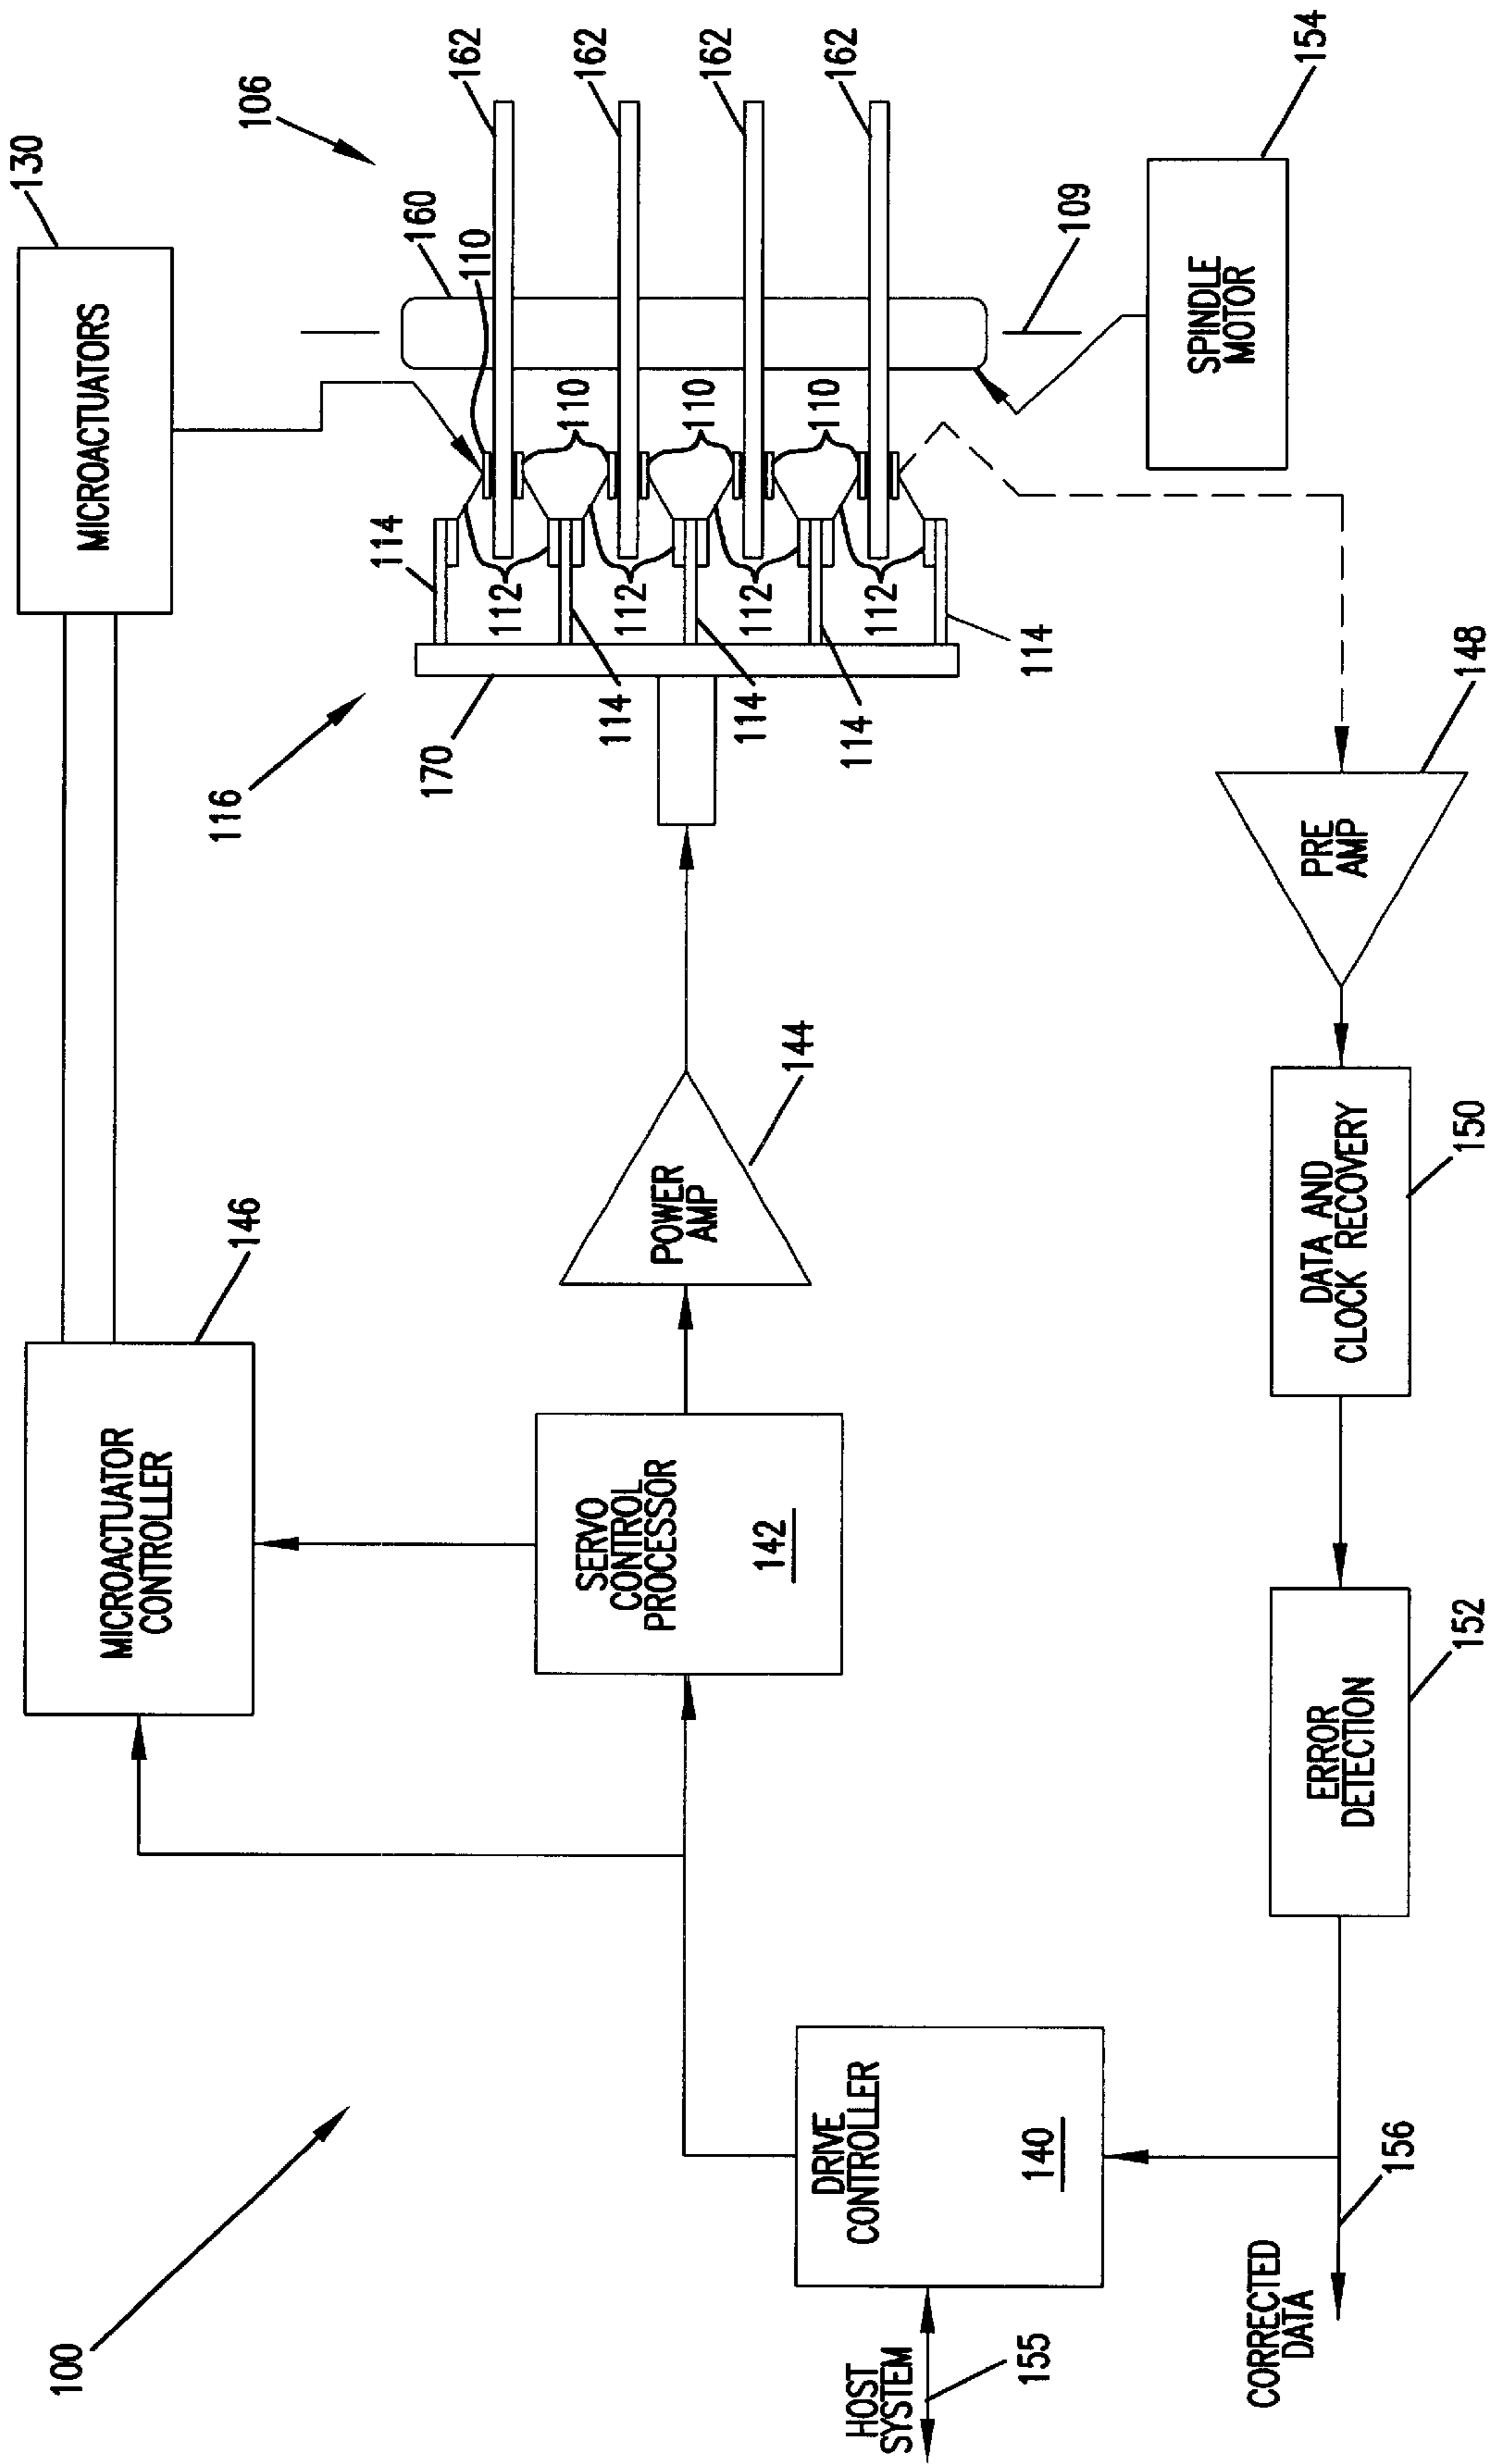 100
116
130
MICROACTUATORS
106
146
MICROACTUATOR
CONTROLLER
114
160
110
162
162
162
162
112
112
112
112
110
110
110
170
114
114
114
114
109
SERVO
CONTROL
PROCESSOR
142
POWER
AMP
144
SPINDLE
MOTOR
154
DRIVE
CONTROLLER
140
HOST
SYSTEM
155
PRE
AMP
148
DATA AND
CLOCK RECOVERY
150
ERROR
DETECTION
152
CORRECTED
DATA
156